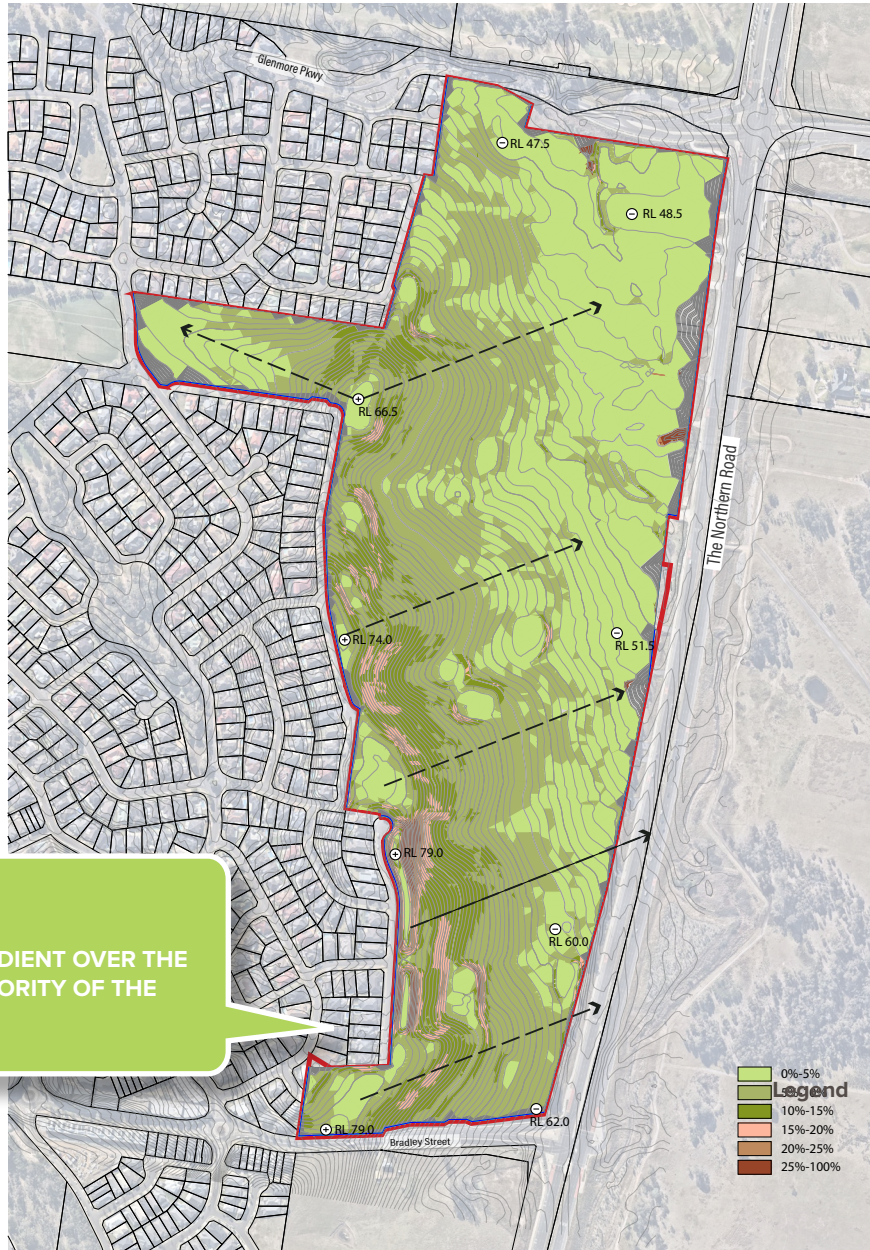 Glenmore Pkwy
RL 47.5
RL 48.5
RL 66.5
The Northern Road
RL 74.0
RL 51.5
RL 79.0
RL 60.0
DIENT OVER THE
ORITY OF THE
RL 79.0
RL 62.0
Bradley Street
0%-5%
Legend
10%-15%
15%-20%
20%-25%
25%-100%